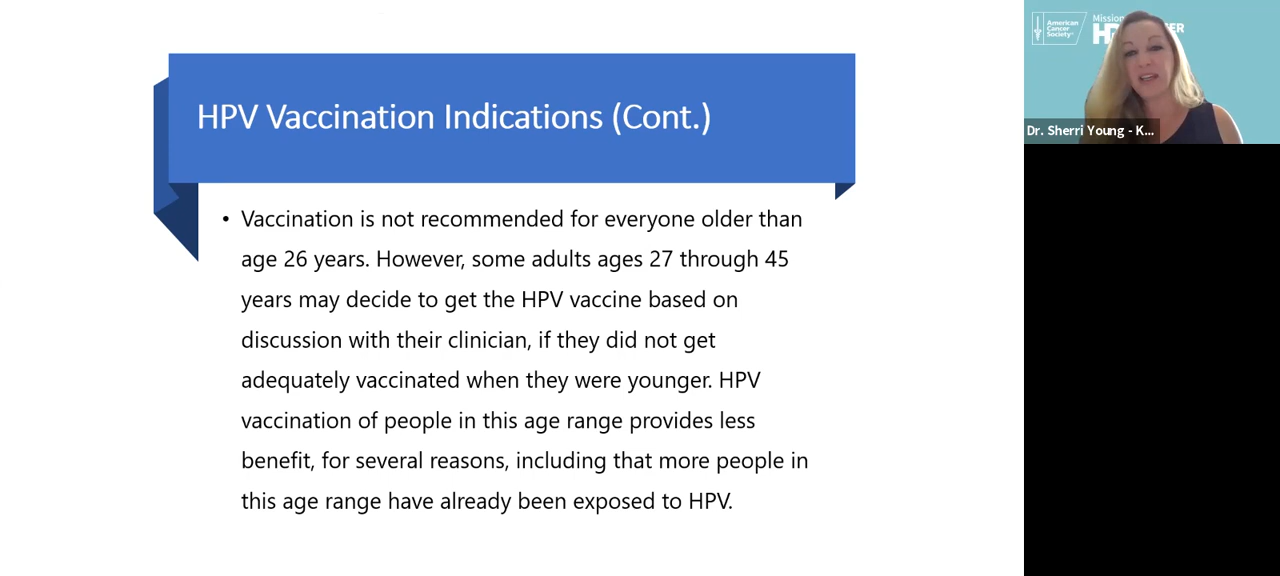 HPV Vaccination Indications (Cont.)
• Vaccination is not recommended for everyone older than
age 26 years. However, some adults ages 27 through 45
years may decide to get the HPV vaccine based on
discussion with their clinician, if they did not get
adequately vaccinated when they were younger. HPV
vaccination of people in this age range provides less
benefit, for several reasons, including that more people in
this age range have already been exposed to HPV.
American
Cancer
Society
Mission
Dr. Sherri Young - K...